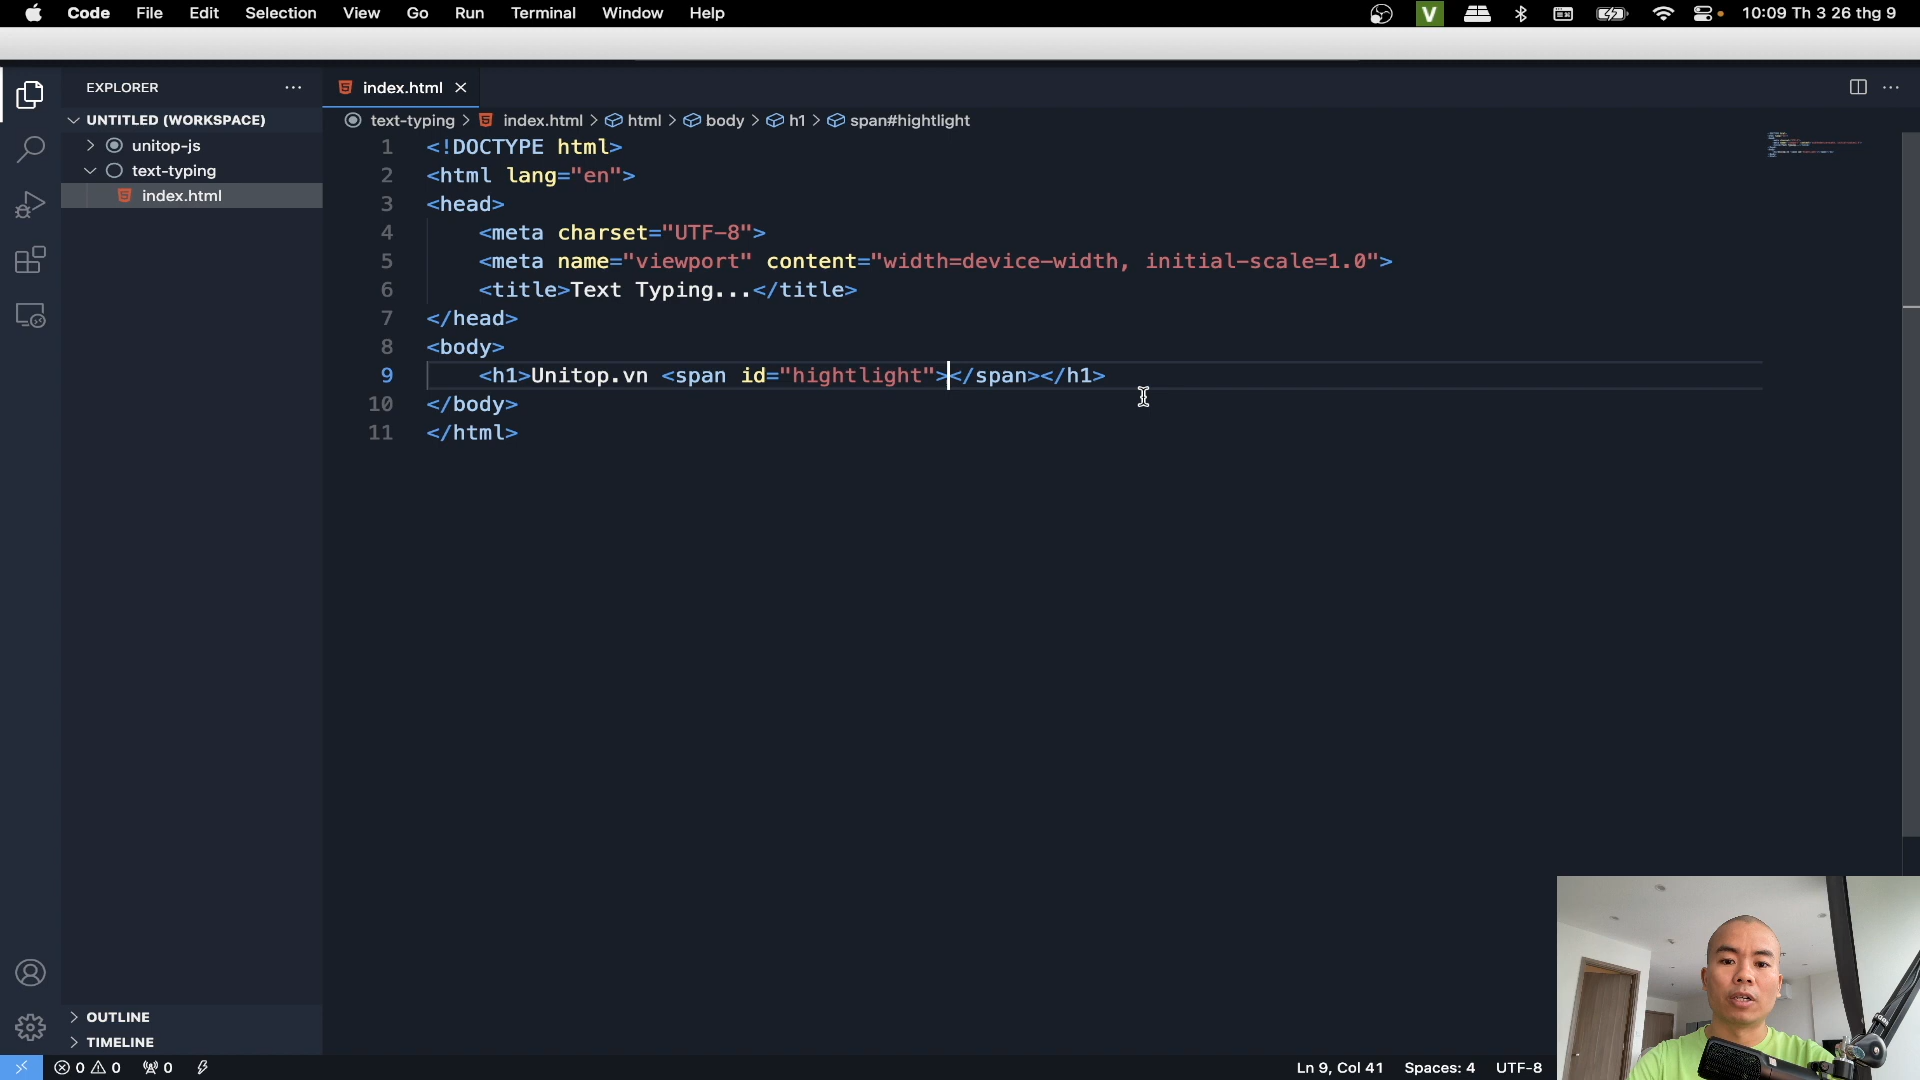 Code File Edit Selection View Go Run Terminal Window Help V 10:09 Th 3 26 thg 9
EXPLORER
index.html
UNTITLED (WORKSPACE)
text-typing > index.html > html > body > h1 > span#hightlight
unitop-js
text-typing
index.html
1 <!DOCTYPE html>
2 <html lang="en">
3 <head>
4 <meta charset="UTF-8">
5 <meta name="viewport" content="width=device-width, initial-scale=1.0">
6 <title>Text Typing...</title>
7 </head>
8 <body>
9 <h1>Unitop.vn <span id="hightlight"></span></h1>
10 </body>
11 </html>
OUTLINE
TIMELINE
0 0 0 Ln 9, Col 41 Spaces: 4 UTF-8